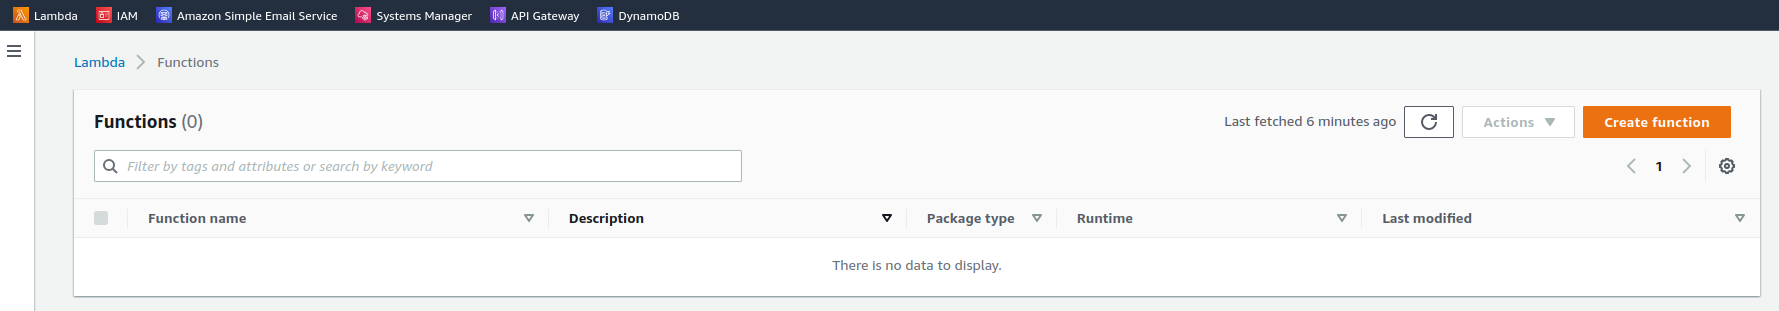 Lambda IAM Amazon Simple Email Service Systems Manager API Gateway DynamoDB
Lambda Functions
Functions (0) Last fetched 6 minutes ago Actions Create function
Filter by tags and attributes or search by keyword 1
Function name Description Package type Runtime Last modified
There is no data to display.